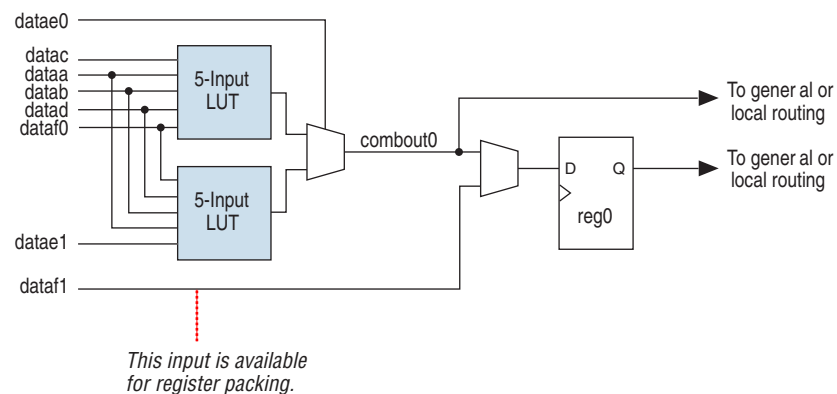 datae0
datac
dataa
datab
datad
dataf0
5-Input
LUT
combout0
To gener al or
local routing
D Q
reg0
To gener al or
local routing
5-Input
LUT
datae1
dataf1
This input is available
for register packing.